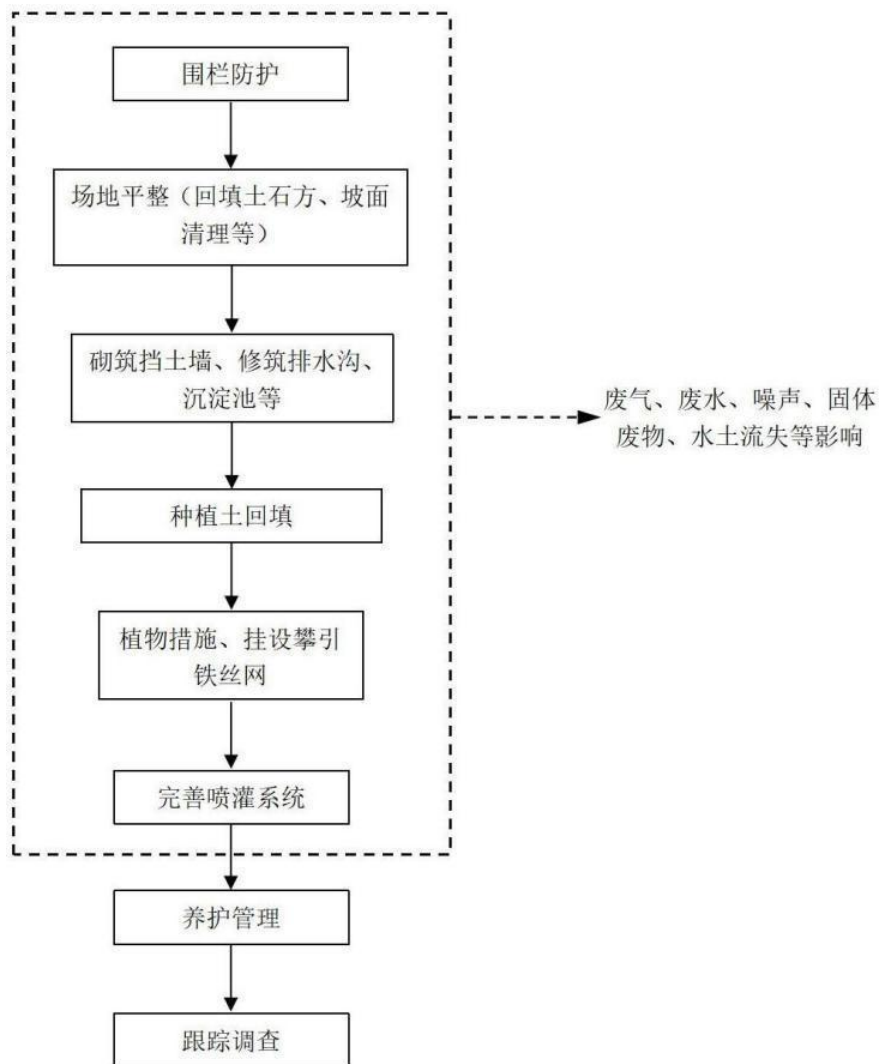 围栏防护
场地平整（回填土石方、坡面
清理等）
砌筑挡土墙、修筑排水沟、
沉淀池等
废气、废水、噪声、固体
废物、水土流失等影响
种植土回填
植物措施、挂设攀引
铁丝网
完善喷灌系统
养护管理
跟踪调查